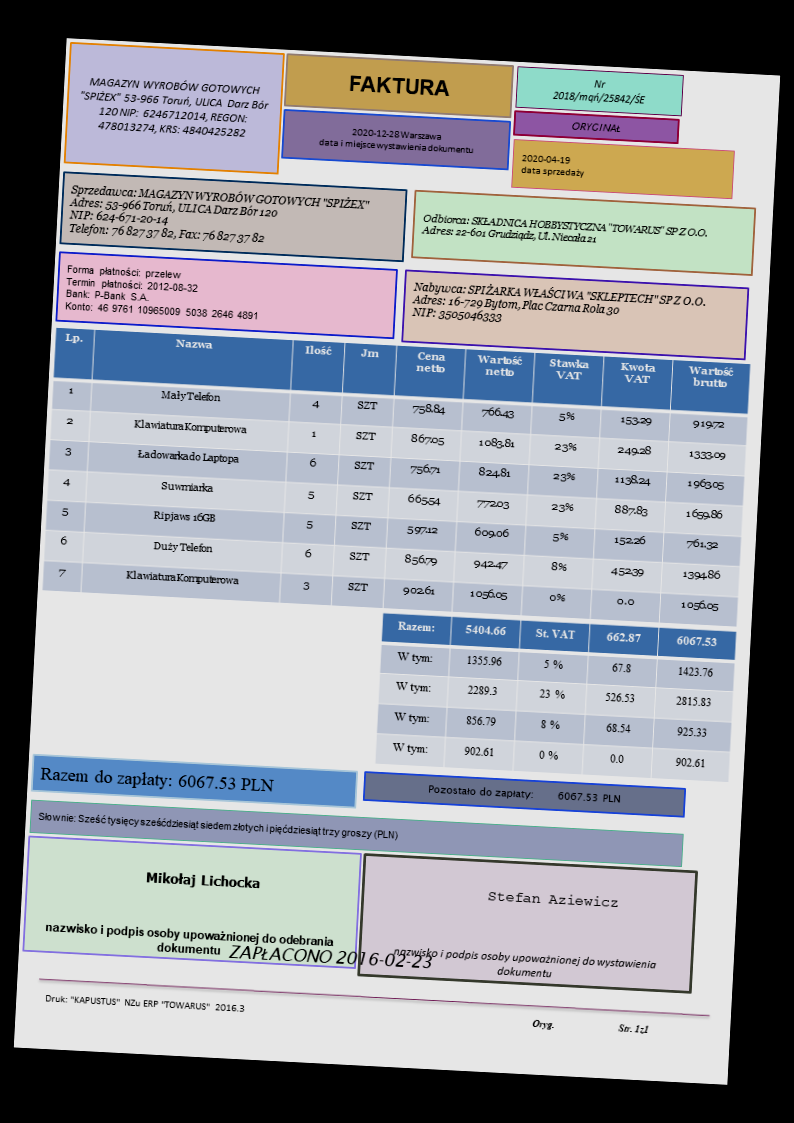 MAGAZYN WYROBÓW GOTOWYCH
"SPIŻEX" 53-966 Toruń, ULICA Darz Bór
120 NIP: 6246712014, REGON:
478013274, KRS: 4840425282
FAKTURA
2020-12-28 Warszawa
data i miejsce wystawienia dokumentu
Nr
2018/mqń/25842/ŚE
ORYGINAŁ
2020-04-19
data sprzedaży
Sprzedawca: MAGAZYN WYROBÓW GOTOWYCH "SPIŻEX"
Adres: 53-966 Toruń, ULICA Darz Bór 120
NIP: 624-671-20-14
Telefon: 76 827 37 82, Fax: 76 827 37 82
Odbiorca: SKŁADNICA HOBBYSTYCZNA "TOWARUS" SP Z O.O.
Adres: 22-601 Grudziądz, Ul. Niecała 21
Forma płatności: przelew
Termin płatności: 2012-08-32
Bank: P-Bank S.A.
Konto: 46 9761 10965009 5038 2646 4891
Nabywca: SPIŻARKA WŁAŚCIWA "SKLEPTECH" SP Z O.O.
Adres: 16-729 Bytom, Plac Czarna Rola 30
NIP: 3505046333
Lp. Nazwa Ilość Jm Cena netto Wartość netto Stawka VAT Kwota VAT Wartość brutto
1 Mały Telefon 4 SZT 758.84 766.43 5% 153.29 919.72
2 Klawiatura Komputerowa 1 SZT 867.05 1083.81 23% 249.28 1333.09
3 Ładowarka do Laptopa 6 SZT 756.71 824.81 23% 1138.24 1963.05
4 Suwmiarka 5 SZT 665.54 772.03 23% 887.83 1659.86
5 Ripjaws 16GB 5 SZT 597.12 609.06 5% 152.26 761.32
6 Duży Telefon 6 SZT 856.79 942.47 8% 452.39 1394.86
7 Klawiatura Komputerowa 3 SZT 902.61 1056.05 0% 0.0 1056.05
Razem: 5404.66 St. VAT 662.87 6067.53
W tym: 1355.96 5 % 67.8 1423.76
W tym: 2289.3 23 % 526.53 2815.83
W tym: 856.79 8 % 68.54 925.33
W tym: 902.61 0 % 0.0 902.61
Razem do zapłaty: 6067.53 PLN
Pozostało do zapłaty: 6067.53 PLN
Słownie: Sześć tysięcy sześćdziesiąt siedem złotych i pięćdziesiąt trzy groszy (PLN)
Mikołaj Lichocka
nazwisko i podpis osoby upoważnionej do odebrania
dokumentu
Stefan Aziewicz
nazwisko i podpis osoby upoważnionej do wystawienia
dokumentu
ZAPŁACONO 2016-02-23
Druk: "KAPUSTUS" NZu ERP "TOWARUS" 2016.3
Oryg.
Str. 1z1